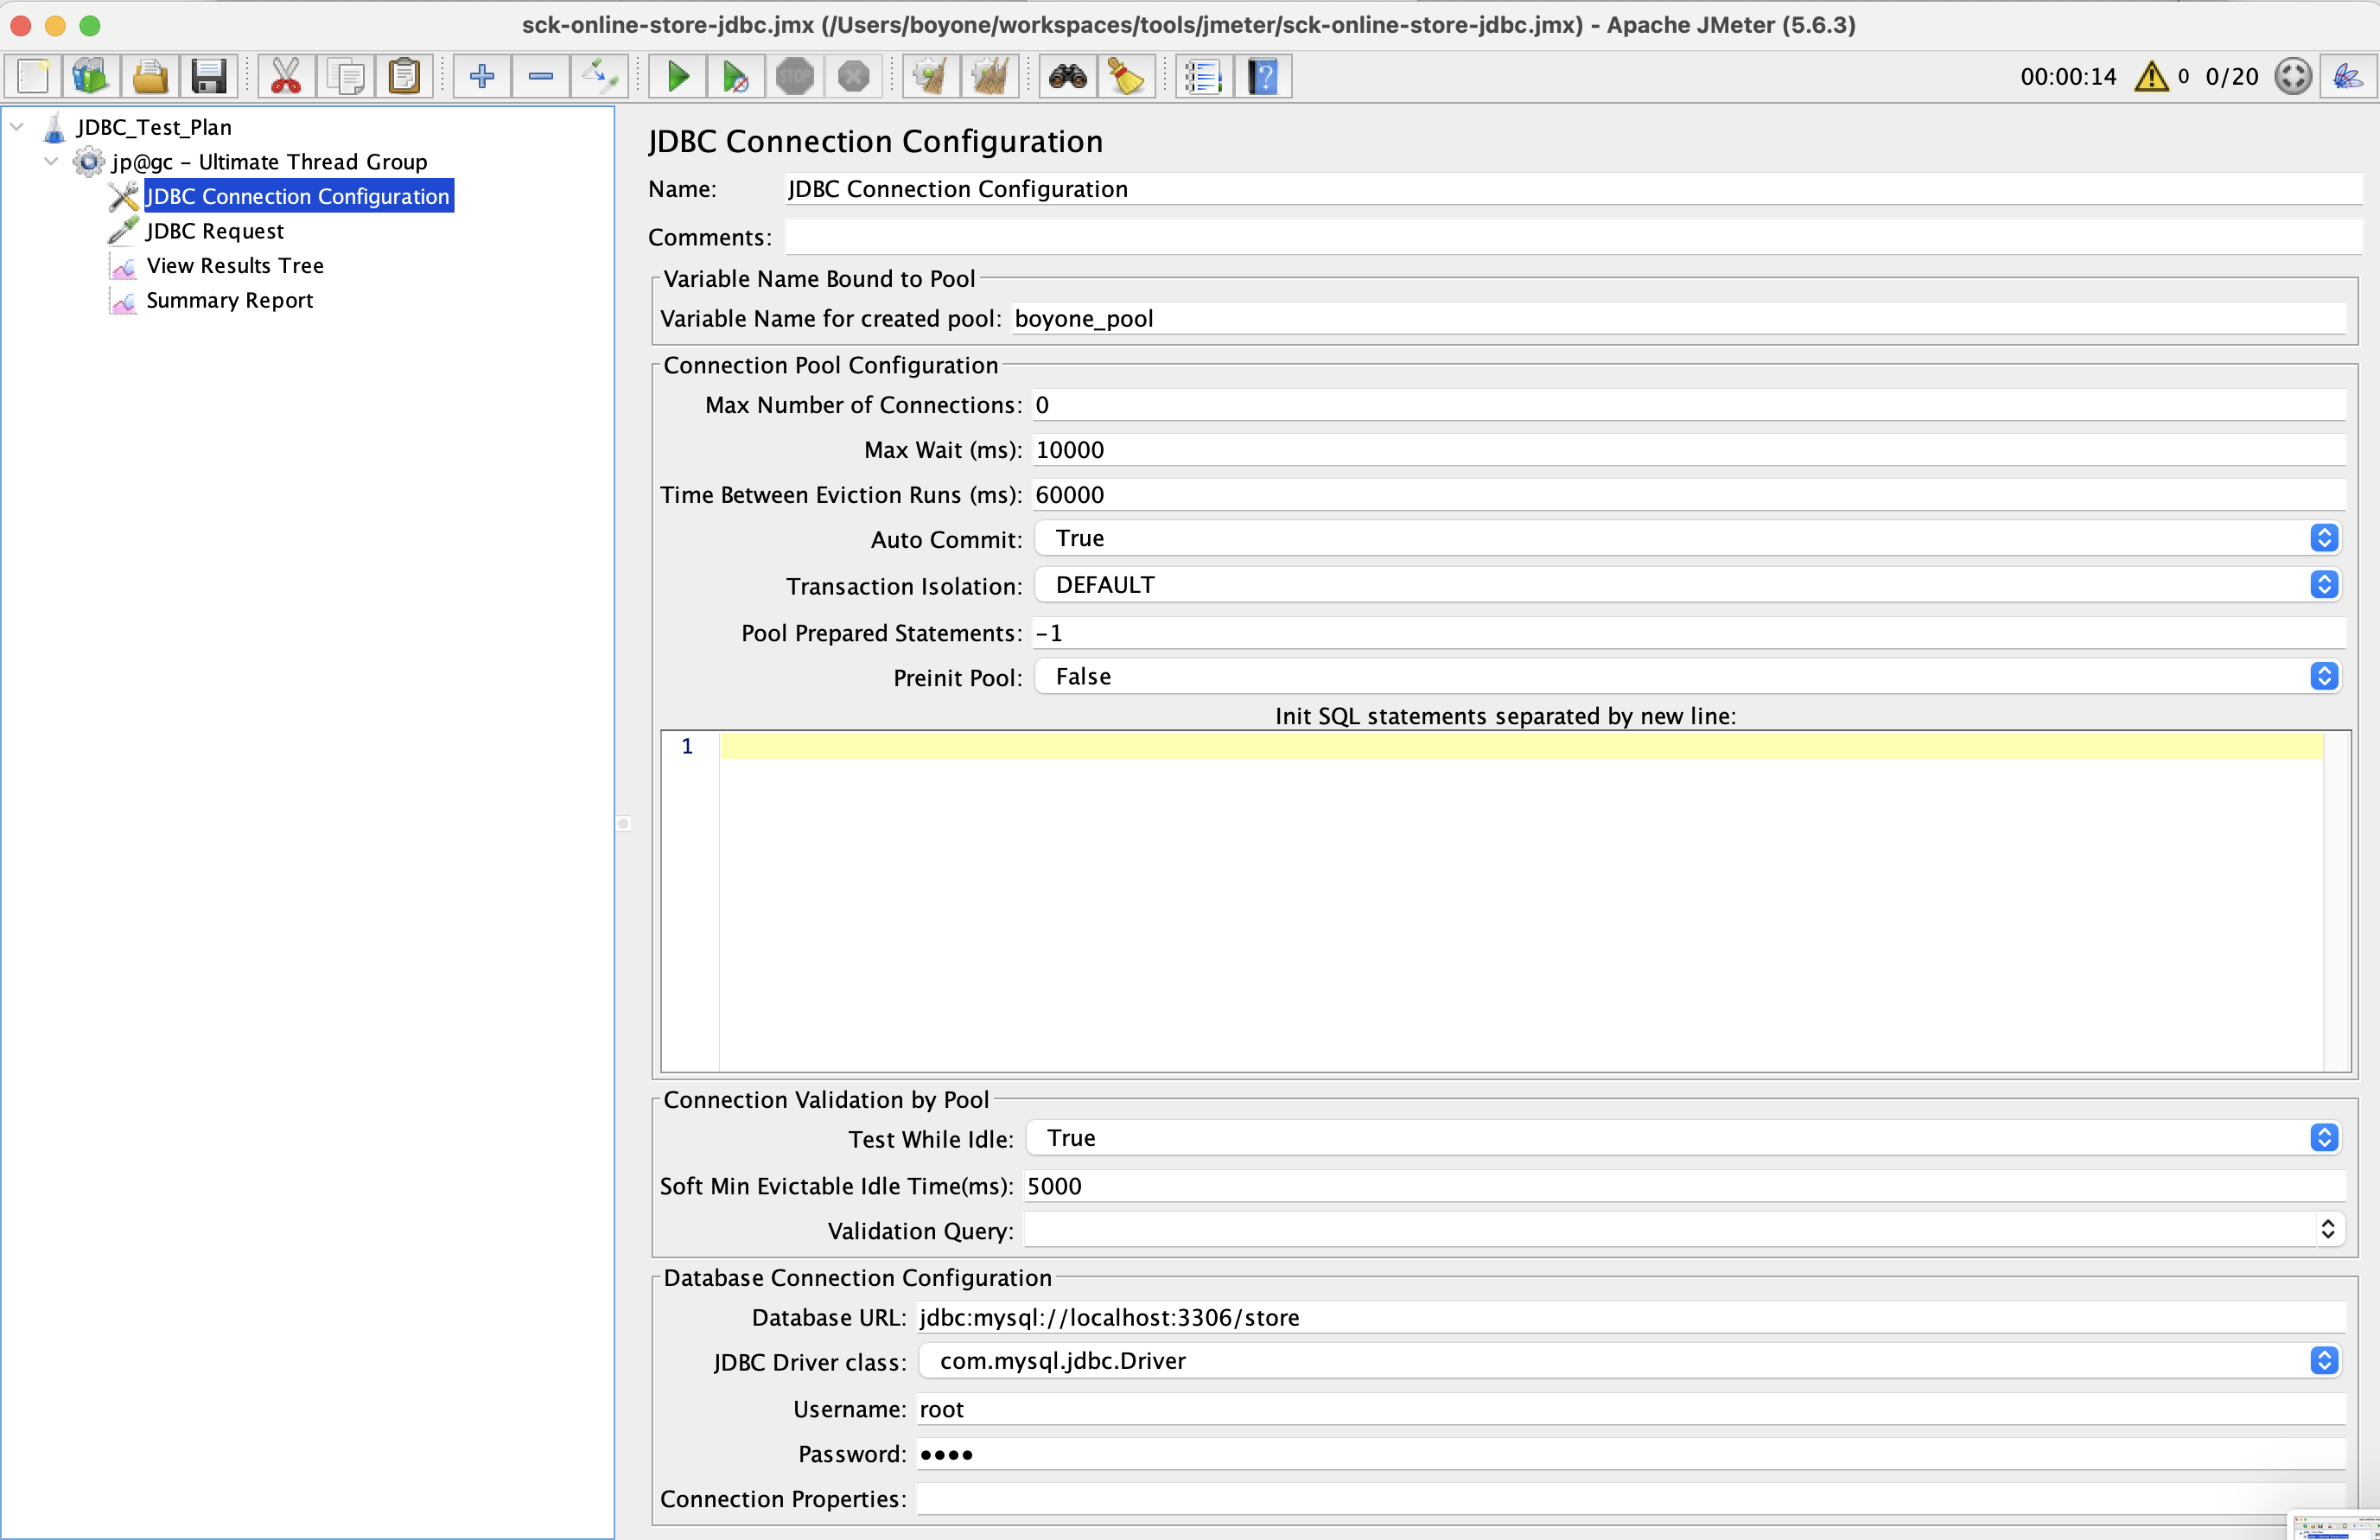 sck-online-store-jdbc.jmx (/Users/boyone/workspaces/tools/jmeter/sck-online-store-jdbc.jmx) - Apache JMeter (5.6.3)
STOP
?
00:00:14 0 0/20
JDBC_Test_Plan
jp@gc - Ultimate Thread Group
JDBC Connection Configuration
JDBC Request
View Results Tree
Summary Report
JDBC Connection Configuration
Name: JDBC Connection Configuration
Comments:
Variable Name Bound to Pool
Variable Name for created pool: boyone_pool
Connection Pool Configuration
Max Number of Connections: 0
Max Wait (ms): 10000
Time Between Eviction Runs (ms): 60000
Auto Commit: True
Transaction Isolation: DEFAULT
Pool Prepared Statements: -1
Preinit Pool: False
Init SQL statements separated by new line:
1
Connection Validation by Pool
Test While Idle: True
Soft Min Evictable Idle Time(ms): 5000
Validation Query:
Database Connection Configuration
Database URL: jdbc:mysql://localhost:3306/store
JDBC Driver class: com.mysql.jdbc.Driver
Username: root
Password: ••••
Connection Properties: